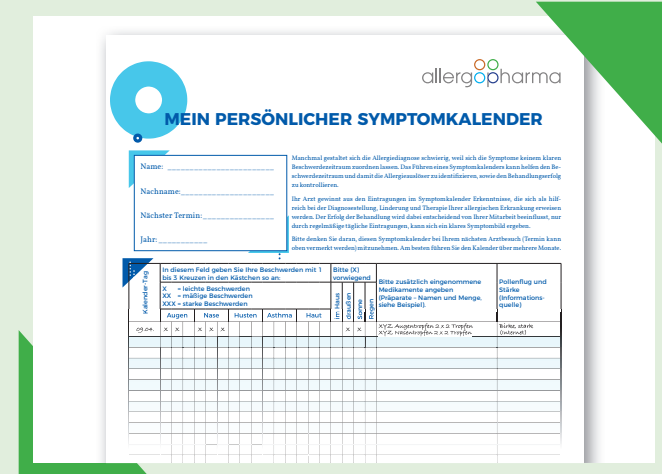 allergopharma
MEIN PERSÖNLICHER SYMPTOMKALENDER
Name:
Nachname:
Nächster Termin:
Jahr:
Manchmal gestaltet sich die Allergiediagnose schwierig, weil sich die Symptome keinem klaren
Beschwerdezeitraum zuordnen lassen. Das Führen eines Symptomkalenders kann helfen den Be-
schwerdezeitraum und damit die Allergieauslöser zu identifizieren, sowie den Behandlungserfolg
zu kontrollieren.
Ihr Arzt gewinnt aus den Eintragungen im Symptomkalender Erkenntnisse, die sich als hilf-
reich bei der Diagnosestellung, Linderung und Therapie Ihrer allergischen Erkrankung erweisen
werden. Der Erfolg der Behandlung wird dabei entscheidend von Ihrer Mitarbeit beeinflusst, nur
durch regelmäßige tägliche Eintragungen, kann sich ein klares Symptombild ergeben.
Bitte denken Sie daran, diesen Symptomkalender bei Ihrem nächsten Arztbesuch (Termin kann
oben vermerkt werden) mitzunehmen. Am besten führen Sie den Kalender über mehrere Monate.
Kalender-Tag
In diesem Feld geben Sie Ihre Beschwerden mit 1
bis 3 Kreuzen in den Kästchen so an:
X = leichte Beschwerden
XX = mäßige Beschwerden
XXX = starke Beschwerden
Augen Nase Husten Asthma Haut
Bitte (X)
vorwiegend
im Haus
draußen
Sonne
Regen
Bitte zusätzlich eingenommene
Medikamente angeben
(Präparate – Namen und Menge,
siehe Beispiel).
Pollenflug und
Stärke
(Informations-
quelle)
09.04. x x x x x x x XYZ Augentropfen 2 x 2 Tropfen Birke, stark
XYZ Nasentropfen 2 x 2 Tropfen (Internet)